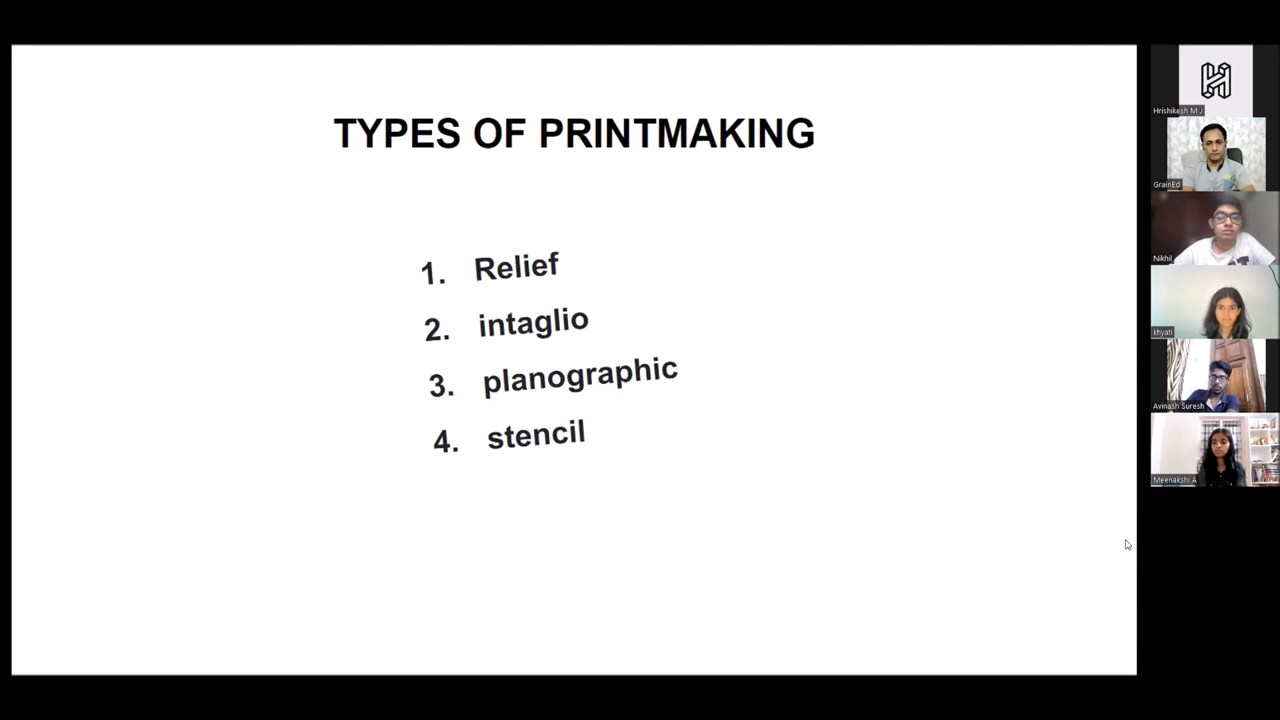 TYPES OF PRINTMAKING
1. Relief
2. intaglio
3. planographic
4. stencil
Hrishikesh M J
GrainEd
Nikhil
khyati
Avinash Suresh
Meenakshi A